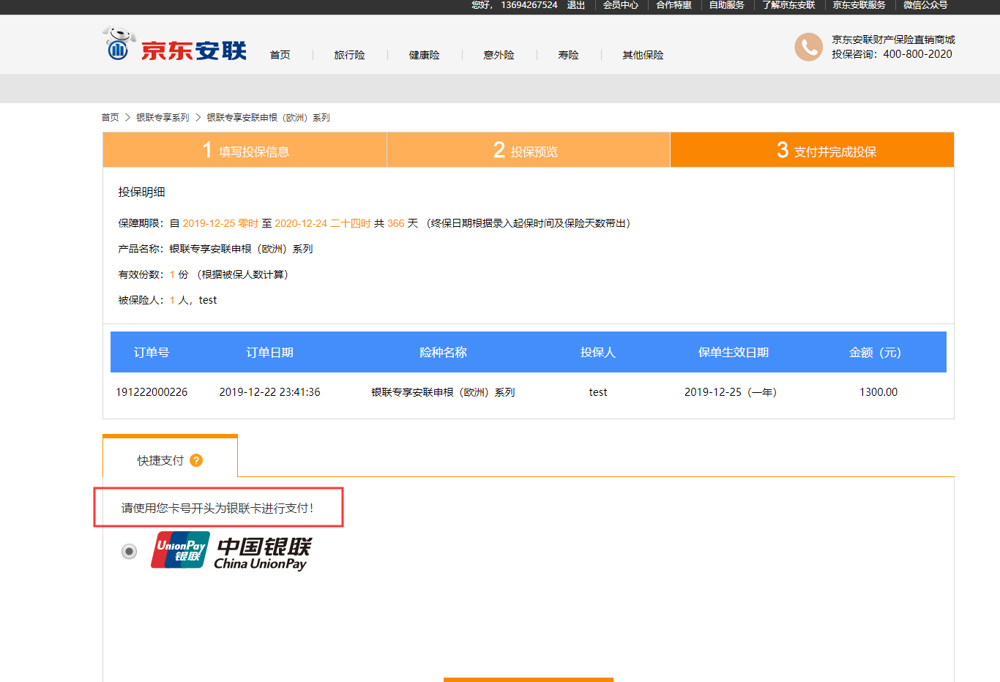 您好， 13694267524 退出 会员中心 合作特惠 自助服务 了解京东安联 京东安联服务 微信公众号
京东安联 首页 旅行险 健康险 意外险 寿险 其他保险
京东安联财产保险直销商城
投保咨询：400-800-2020
首页 > 银联专享系列 > 银联专享安联申根（欧洲）系列
1 填写投保信息 2 投保预览 3 支付并完成投保
投保明细
保障期限：自 2019-12-25 零时 至 2020-12-24 二十四时 共 366 天 （终保日期根据录入起保时间及保险天数带出）
产品名称：银联专享安联申根（欧洲）系列
有效份数：1 份 （根据被保人数计算）
被保险人：1 人，test
订单号 订单日期 险种名称 投保人 保单生效日期 金额（元）
191222000226 2019-12-22 23:41:36 银联专享安联申根（欧洲）系列 test 2019-12-25（一年） 1300.00
快捷支付 ?
请使用您卡号开头为银联卡进行支付！
UnionPay 中国银联
银联 China UnionPay